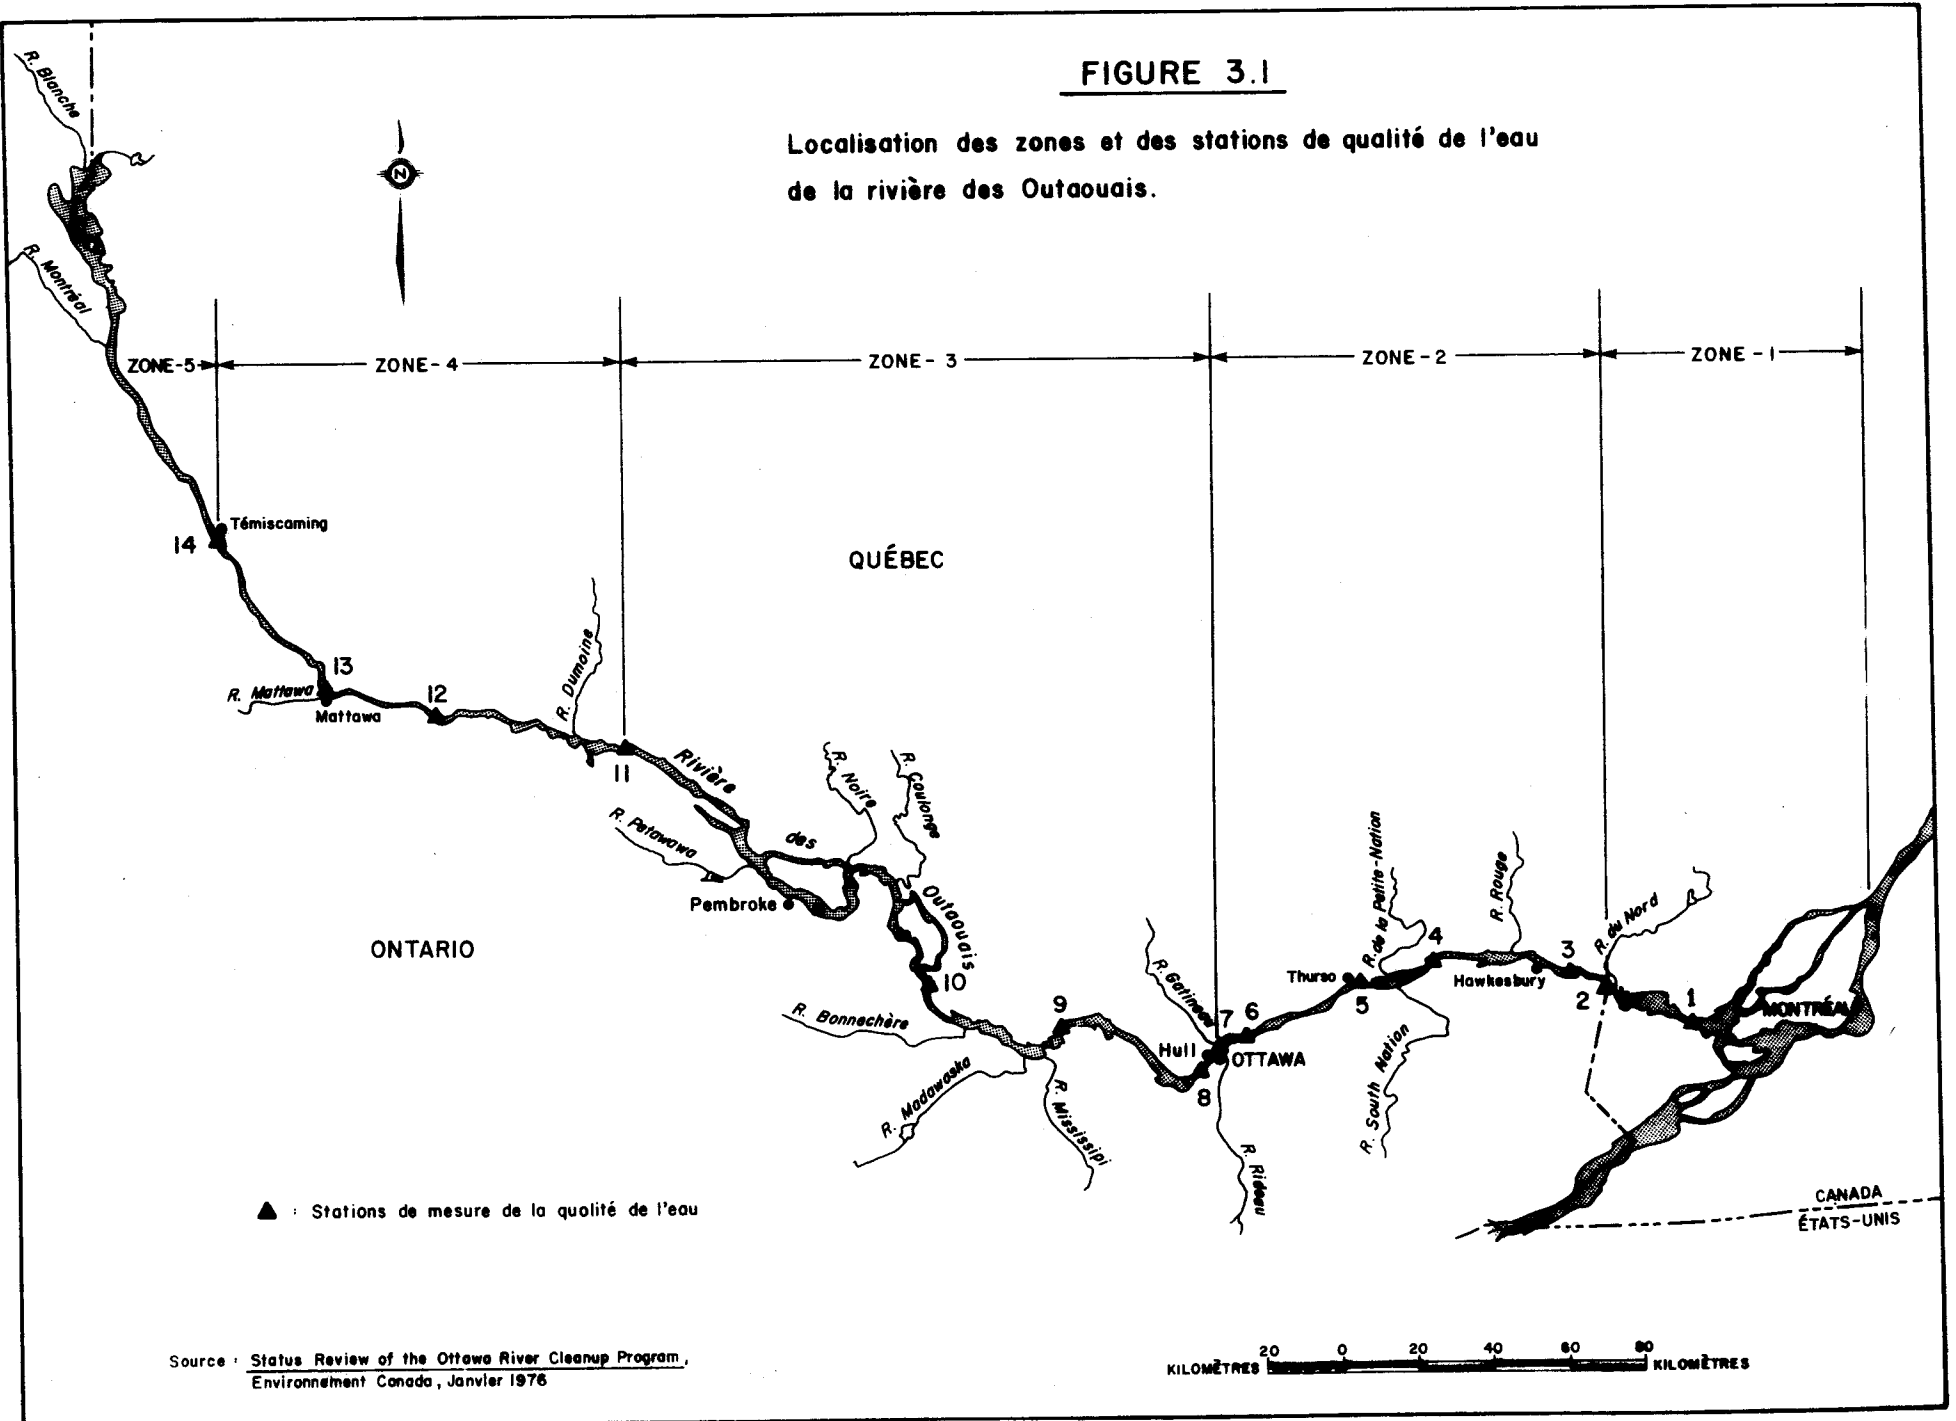 FIGURE 3.1
Localisation des zones et des stations de qualité de l'eau
de la rivière des Outaouais.
R. Blanche
N
R. Montréal
ZONE-5
ZONE-4
ZONE-3
ZONE-2
ZONE-1
Témiscaming
14
QUÉBEC
R. Dumoine
13
R. Mattawa
Mattawa
12
11
Rivière
des
Outaouais
R. Noire
R. Coulonge
R. Petawawa
Pembroke
ONTARIO
10
R. Bonnechère
R. Madawaska
R. Mississipi
9
R. Gatineau
7
6
Hull
OTTAWA
8
R. Rideau
Thurso
5
R. de la Petite-Nation
R. South Nation
4
R. Rouge
Hawkesbury
3
R. du Nord
2
1
MONTRÉAL
CANADA
ÉTATS-UNIS
: Stations de mesure de la quolité de l'eau
Source : Status Review of the Ottawa River Cleanup Program,
Environnement Canada, Janvier 1976
KILOMÈTRES 20 0 20 40 60 80 KILOMÈTRES